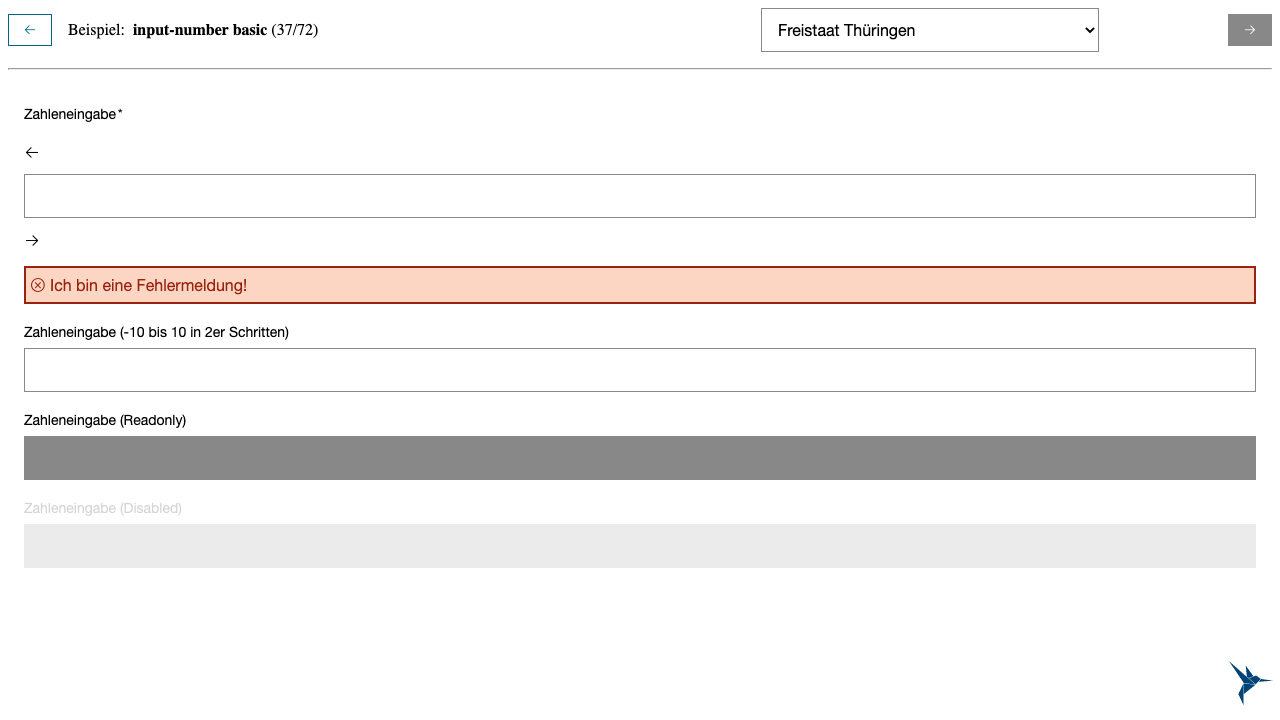 ← Beispiel: input-number basic (37/72) Freistaat Thüringen →
Zahleneingabe*
←
→
Ich bin eine Fehlermeldung!
Zahleneingabe (-10 bis 10 in 2er Schritten)
Zahleneingabe (Readonly)
Zahleneingabe (Disabled)